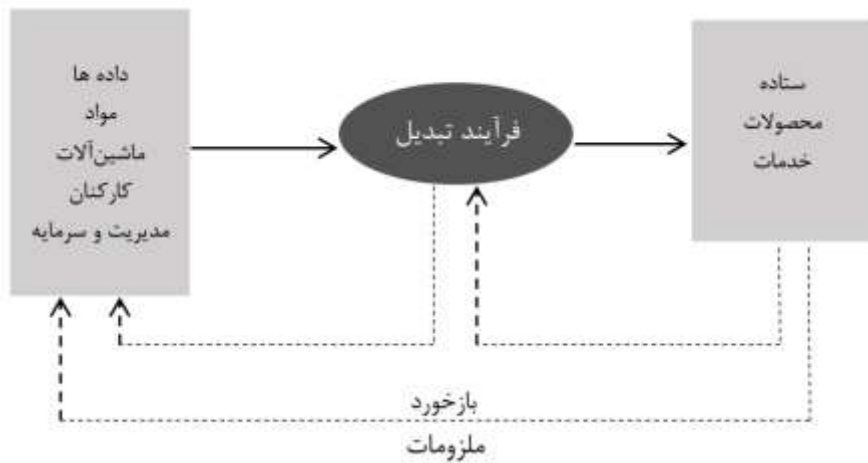 داده ها
مواد
ماشین‌آلات
کارکنان
مدیریت و سرمایه
فرآیند تبدیل
ستاده
محصولات
خدمات
بازخورد
ملزومات